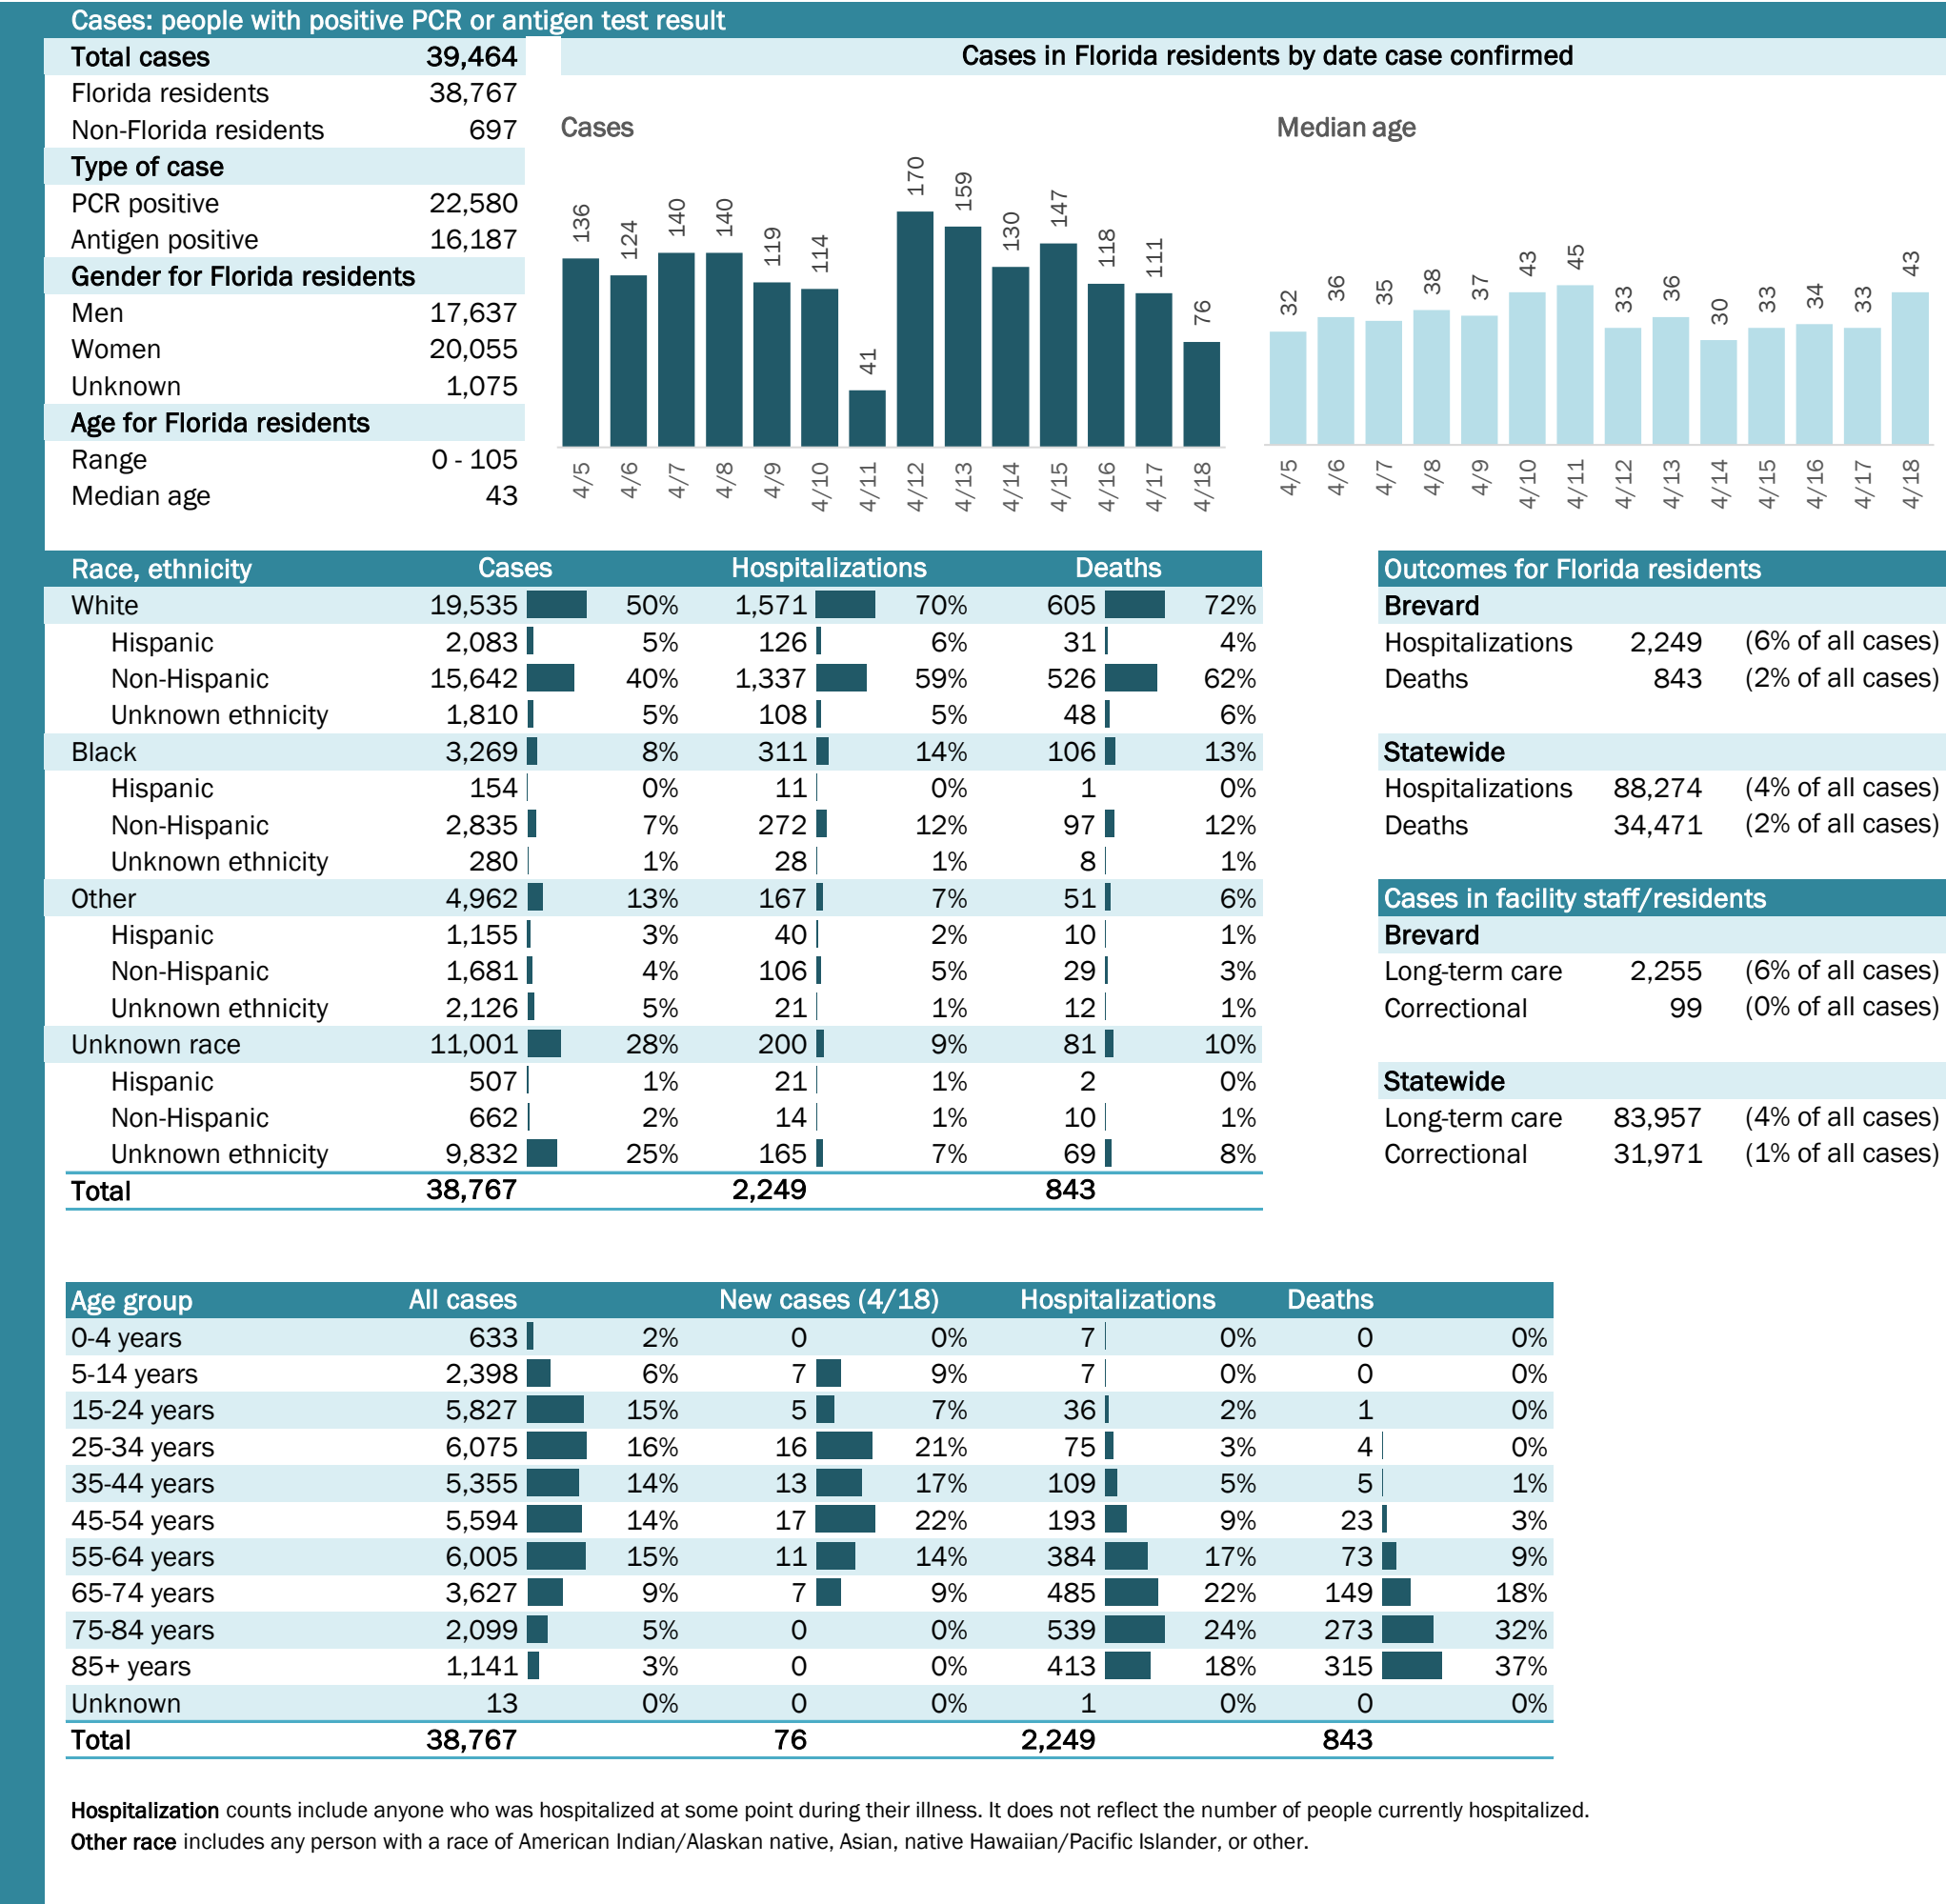 Cases: people with positive PCR or antigen test result
Total cases 39,464
Florida residents 38,767
Non-Florida residents 697
Type of case
PCR positive 22,580
Antigen positive 16,187
Gender for Florida residents
Men 17,637
Women 20,055
Unknown 1,075
Age for Florida residents
Range 0 - 105
Median age 43
Cases in Florida residents by date case confirmed
Cases
136 124 140 140 119 114 41 170 159 130 147 118 111 76
4/5 4/6 4/7 4/8 4/9 4/10 4/11 4/12 4/13 4/14 4/15 4/16 4/17 4/18
Median age
32 36 35 38 37 43 45 33 36 30 33 34 33 43
4/5 4/6 4/7 4/8 4/9 4/10 4/11 4/12 4/13 4/14 4/15 4/16 4/17 4/18
Race, ethnicity Cases Hospitalizations Deaths
White 19,535 50% 1,571 70% 605 72%
Hispanic 2,083 5% 126 6% 31 4%
Non-Hispanic 15,642 40% 1,337 59% 526 62%
Unknown ethnicity 1,810 5% 108 5% 48 6%
Black 3,269 8% 311 14% 106 13%
Hispanic 154 0% 11 0% 1 0%
Non-Hispanic 2,835 7% 272 12% 97 12%
Unknown ethnicity 280 1% 28 1% 8 1%
Other 4,962 13% 167 7% 51 6%
Hispanic 1,155 3% 40 2% 10 1%
Non-Hispanic 1,681 4% 106 5% 29 3%
Unknown ethnicity 2,126 5% 21 1% 12 1%
Unknown race 11,001 28% 200 9% 81 10%
Hispanic 507 1% 21 1% 2 0%
Non-Hispanic 662 2% 14 1% 10 1%
Unknown ethnicity 9,832 25% 165 7% 69 8%
Total 38,767 2,249 843
Outcomes for Florida residents
Brevard
Hospitalizations 2,249 (6% of all cases)
Deaths 843 (2% of all cases)
Statewide
Hospitalizations 88,274 (4% of all cases)
Deaths 34,471 (2% of all cases)
Cases in facility staff/residents
Brevard
Long-term care 2,255 (6% of all cases)
Correctional 99 (0% of all cases)
Statewide
Long-term care 83,957 (4% of all cases)
Correctional 31,971 (1% of all cases)
Age group All cases New cases (4/18) Hospitalizations Deaths
0-4 years 633 2% 0 0% 7 0% 0 0%
5-14 years 2,398 6% 7 9% 7 0% 0 0%
15-24 years 5,827 15% 5 7% 36 2% 1 0%
25-34 years 6,075 16% 16 21% 75 3% 4 0%
35-44 years 5,355 14% 13 17% 109 5% 5 1%
45-54 years 5,594 14% 17 22% 193 9% 23 3%
55-64 years 6,005 15% 11 14% 384 17% 73 9%
65-74 years 3,627 9% 7 9% 485 22% 149 18%
75-84 years 2,099 5% 0 0% 539 24% 273 32%
85+ years 1,141 3% 0 0% 413 18% 315 37%
Unknown 13 0% 0 0% 1 0% 0 0%
Total 38,767 76 2,249 843
Hospitalization counts include anyone who was hospitalized at some point during their illness. It does not reflect the number of people currently hospitalized.
Other race includes any person with a race of American Indian/Alaskan native, Asian, native Hawaiian/Pacific Islander, or other.